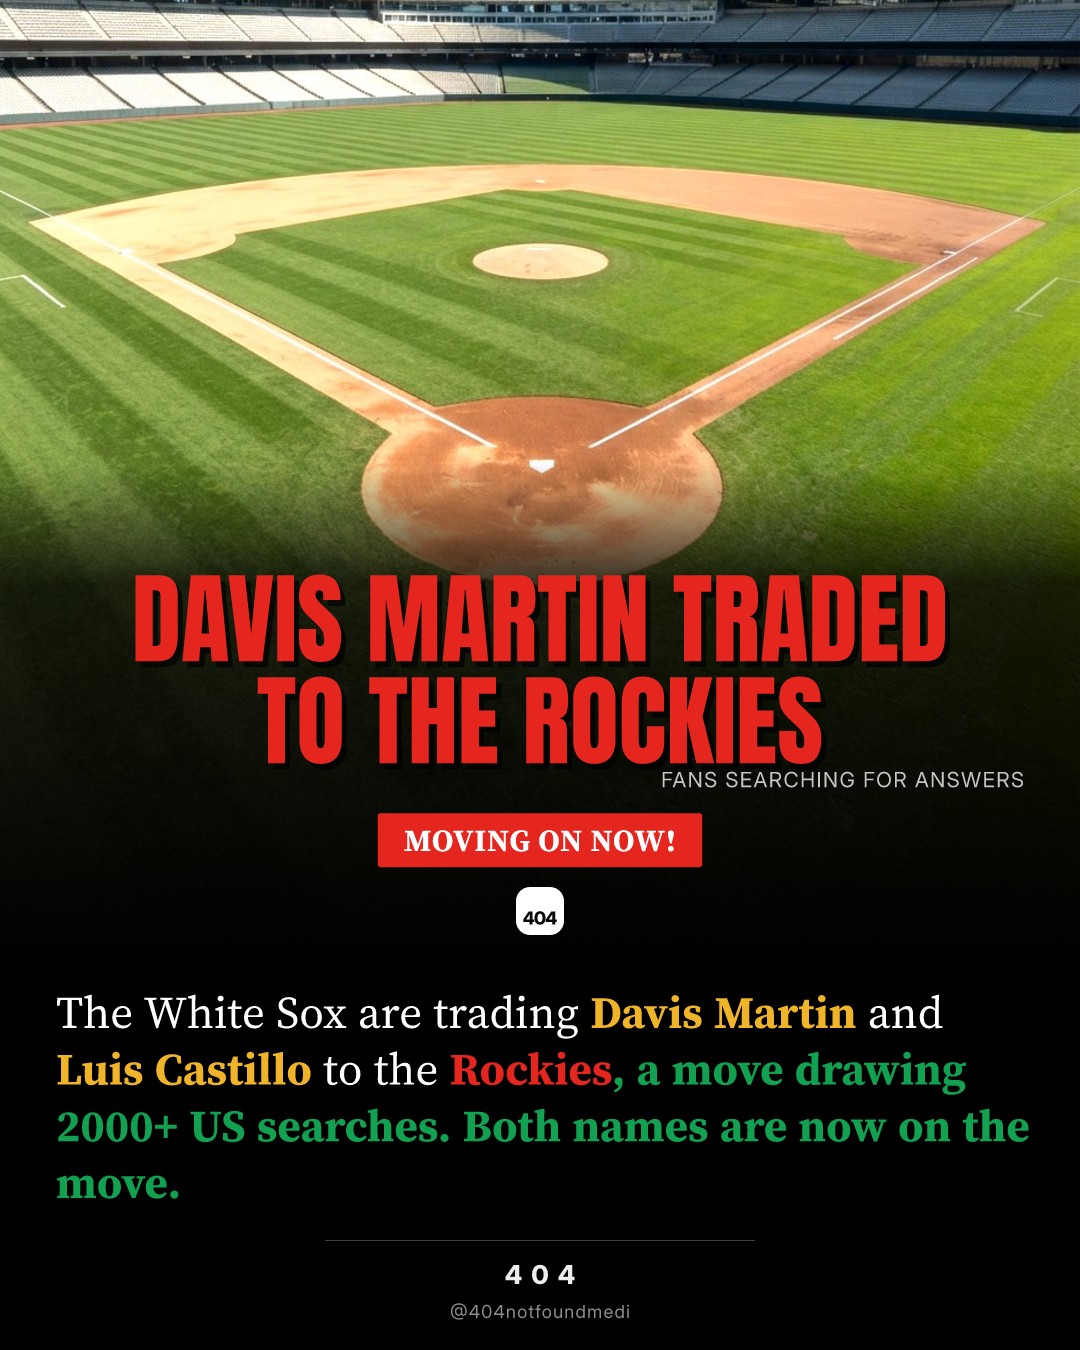 DAVIS MARTIN TRADED
TO THE ROCKIES
FANS SEARCHING FOR ANSWERS
MOVING ON NOW!
404
The White Sox are trading Davis Martin and
Luis Castillo to the Rockies, a move drawing
2000+ US searches. Both names are now on the
move.
404
@404notfoundmedi